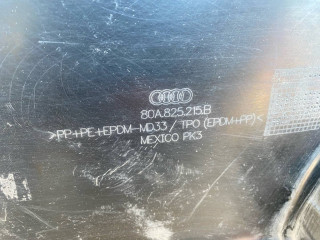 80A.825.215.B
>PP+PE+EPDM-MD33 / TPO (EPDM+PP)<
MEXICO PK3